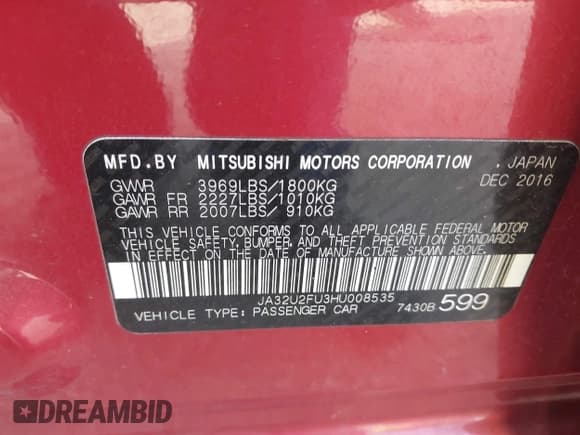 MFD. BY MITSUBISHI MOTORS CORPORATION . JAPAN
DEC 2016
GVWR 3969LBS/1800KG
GAWR FR 2227LBS/1010KG
GAWR RR 2007LBS/ 910KG
THIS VEHICLE CONFORMS TO ALL APPLICABLE FEDERAL MOTOR
VEHICLE SAFETY, BUMPER, AND THEFT PREVENTION STANDARDS
IN EFFECT ON THE DATE OF MANUFACTURE SHOWN ABOVE.
JA32U2FU3HU008535
VEHICLE TYPE: PASSENGER CAR 7430B 599
DREAMBID